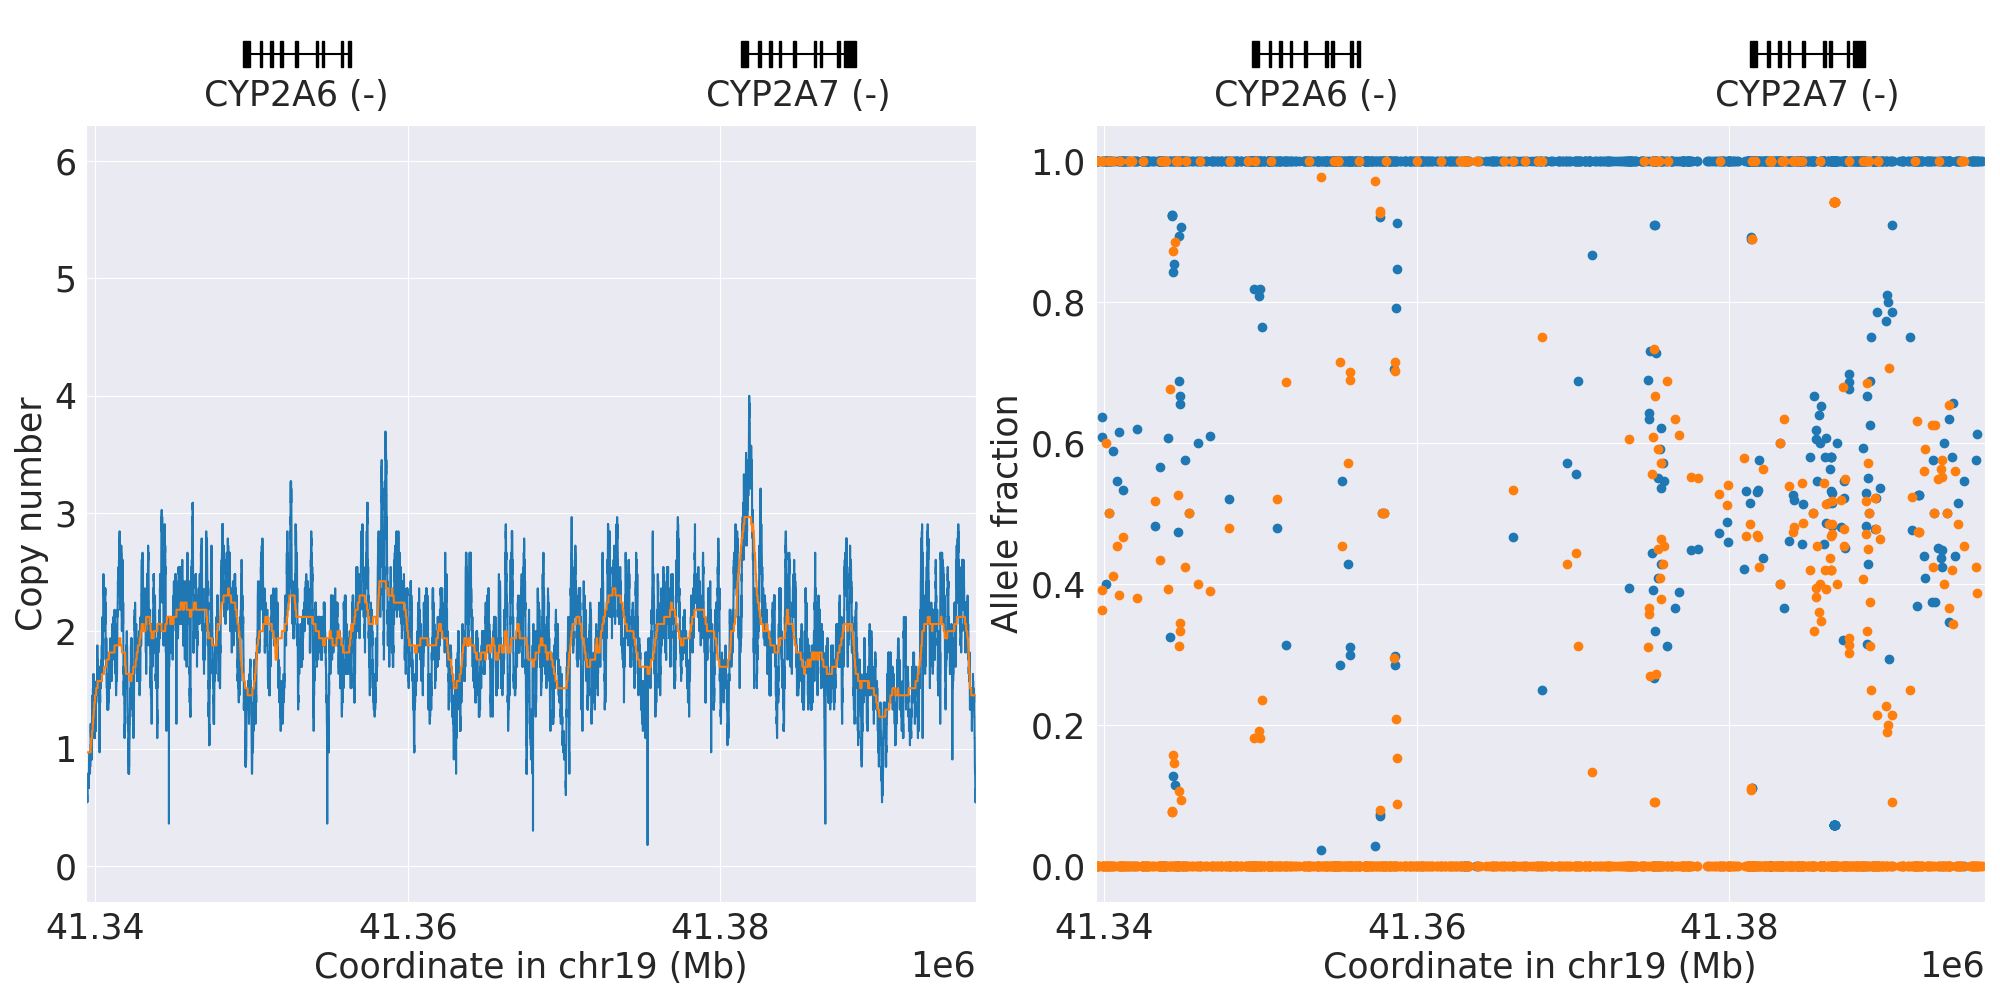 CYP2A6 (-)
CYP2A7 (-)
6
5
4
3
2
1
0
Copy number
41.34
41.36
41.38
Coordinate in chr19 (Mb)
1e6
CYP2A6 (-)
CYP2A7 (-)
1.0
0.8
0.6
0.4
0.2
0.0
Allele fraction
41.34
41.36
41.38
Coordinate in chr19 (Mb)
1e6